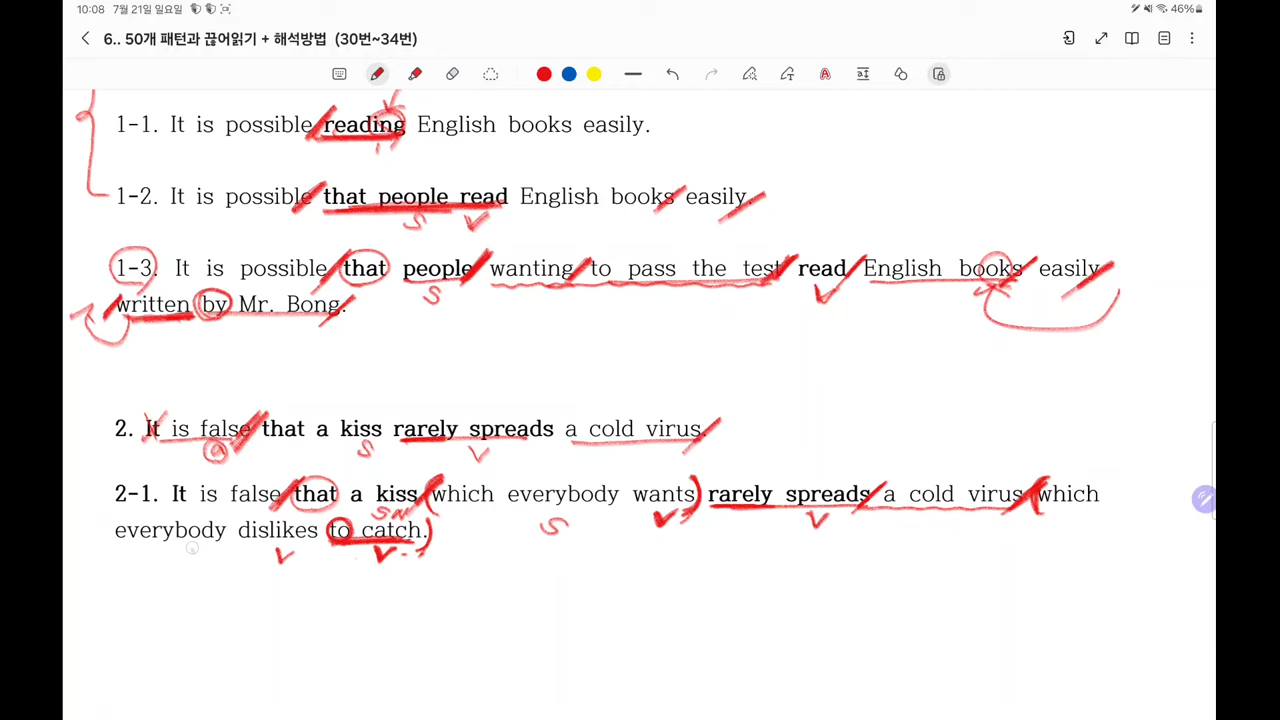 10:08 7월 21일 일요일 46%
6.. 50개 패턴과 끊어읽기 + 해석방법 (30번~34번)
1-1. It is possible reading English books easily.
1-2. It is possible that people read English books easily.
S V
1-3. It is possible that people wanting to pass the test read English books easily
S V
written by Mr. Bong.
2. It is false that a kiss rarely spreads a cold virus.
S V
2-1. It is false that a kiss which everybody wants rarely spreads a cold virus which
S S V V
everybody dislikes to catch.
V V